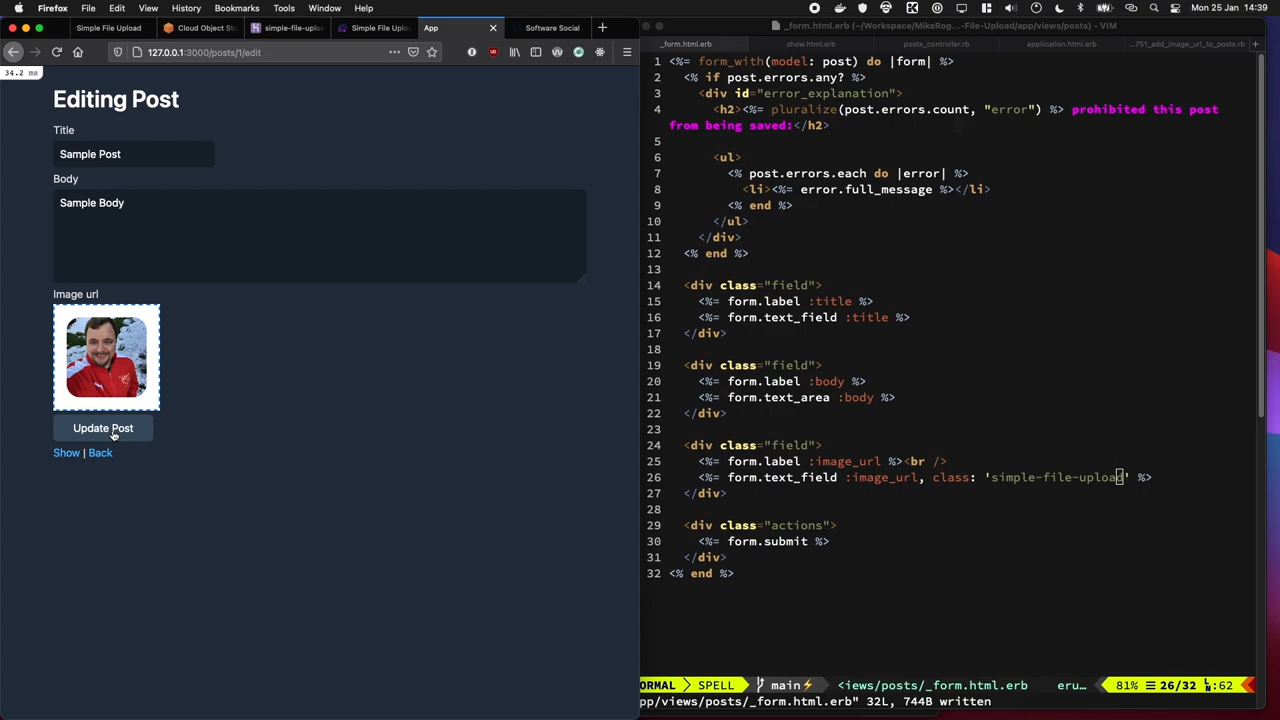 Firefox File Edit View History Bookmarks Tools Window Help
Mon 25 Jan 14:39
Simple File Upload
Cloud Object Sto
simple-file-uploa
Simple File Uploa
App
Software Social
127.0.0.1:3000/posts/1/edit
34.2 ms
Editing Post
Title
Sample Post
Body
Sample Body
Image url
Update Post
Show | Back
_form.html.erb (~/Workspace/MikeRog...-File-Upload/app/views/posts) - VIM
_form.html.erb
show.html.erb
posts_controller.rb
application.html.erb
...751_add_image_url_to_posts.rb
1 <%= form_with(model: post) do |form| %>
2 <% if post.errors.any? %>
3 <div id="error_explanation">
4 <h2><%= pluralize(post.errors.count, "error") %> prohibited this post
from being saved:</h2>
5
6 <ul>
7 <% post.errors.each do |error| %>
8 <li><%= error.full_message %></li>
9 <% end %>
10 </ul>
11 </div>
12 <% end %>
13
14 <div class="field">
15 <%= form.label :title %>
16 <%= form.text_field :title %>
17 </div>
18
19 <div class="field">
20 <%= form.label :body %>
21 <%= form.text_area :body %>
22 </div>
23
24 <div class="field">
25 <%= form.label :image_url %><br />
26 <%= form.text_field :image_url, class: 'simple-file-upload' %>
27 </div>
28
29 <div class="actions">
30 <%= form.submit %>
31 </div>
32 <% end %>
ORMAL SPELL main <iews/posts/_form.html.erb eru… 81% 26/32 :62
pp/views/posts/_form.html.erb" 32L, 744B written